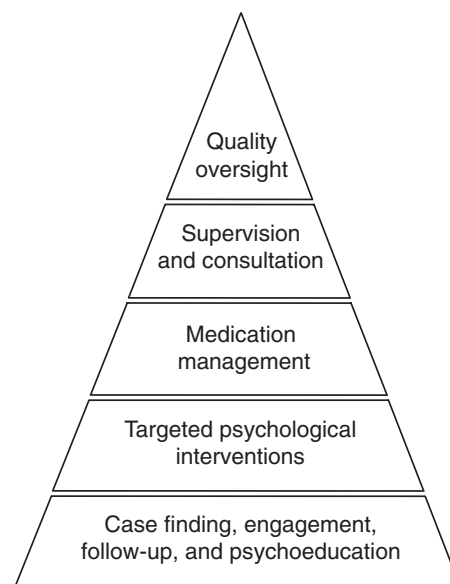 Quality
oversight
Supervision
and consultation
Medication
management
Targeted psychological
interventions
Case finding, engagement,
follow-up, and psychoeducation